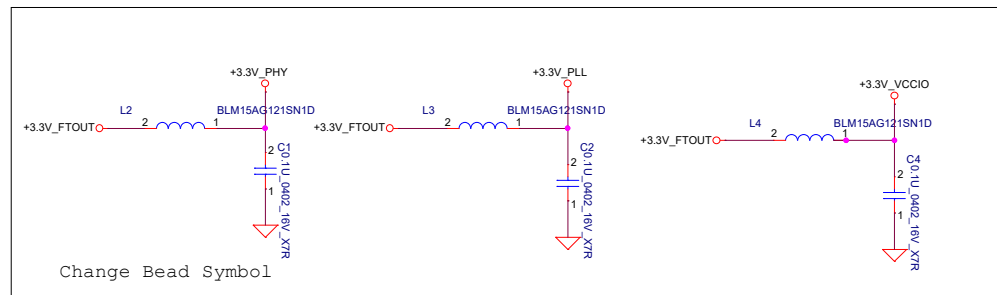 +3.3V_PHY
L2
BLM15AG121SN1D
+3.3V_FTOUT
2
1
2
1
C1
0.1U_0402_16V_X7R
+3.3V_PLL
L3
BLM15AG121SN1D
+3.3V_FTOUT
2
1
2
1
C2
0.1U_0402_16V_X7R
+3.3V_VCCIO
L4
BLM15AG121SN1D
+3.3V_FTOUT
2
1
2
1
C4
0.1U_0402_16V_X7R
Change Bead Symbol